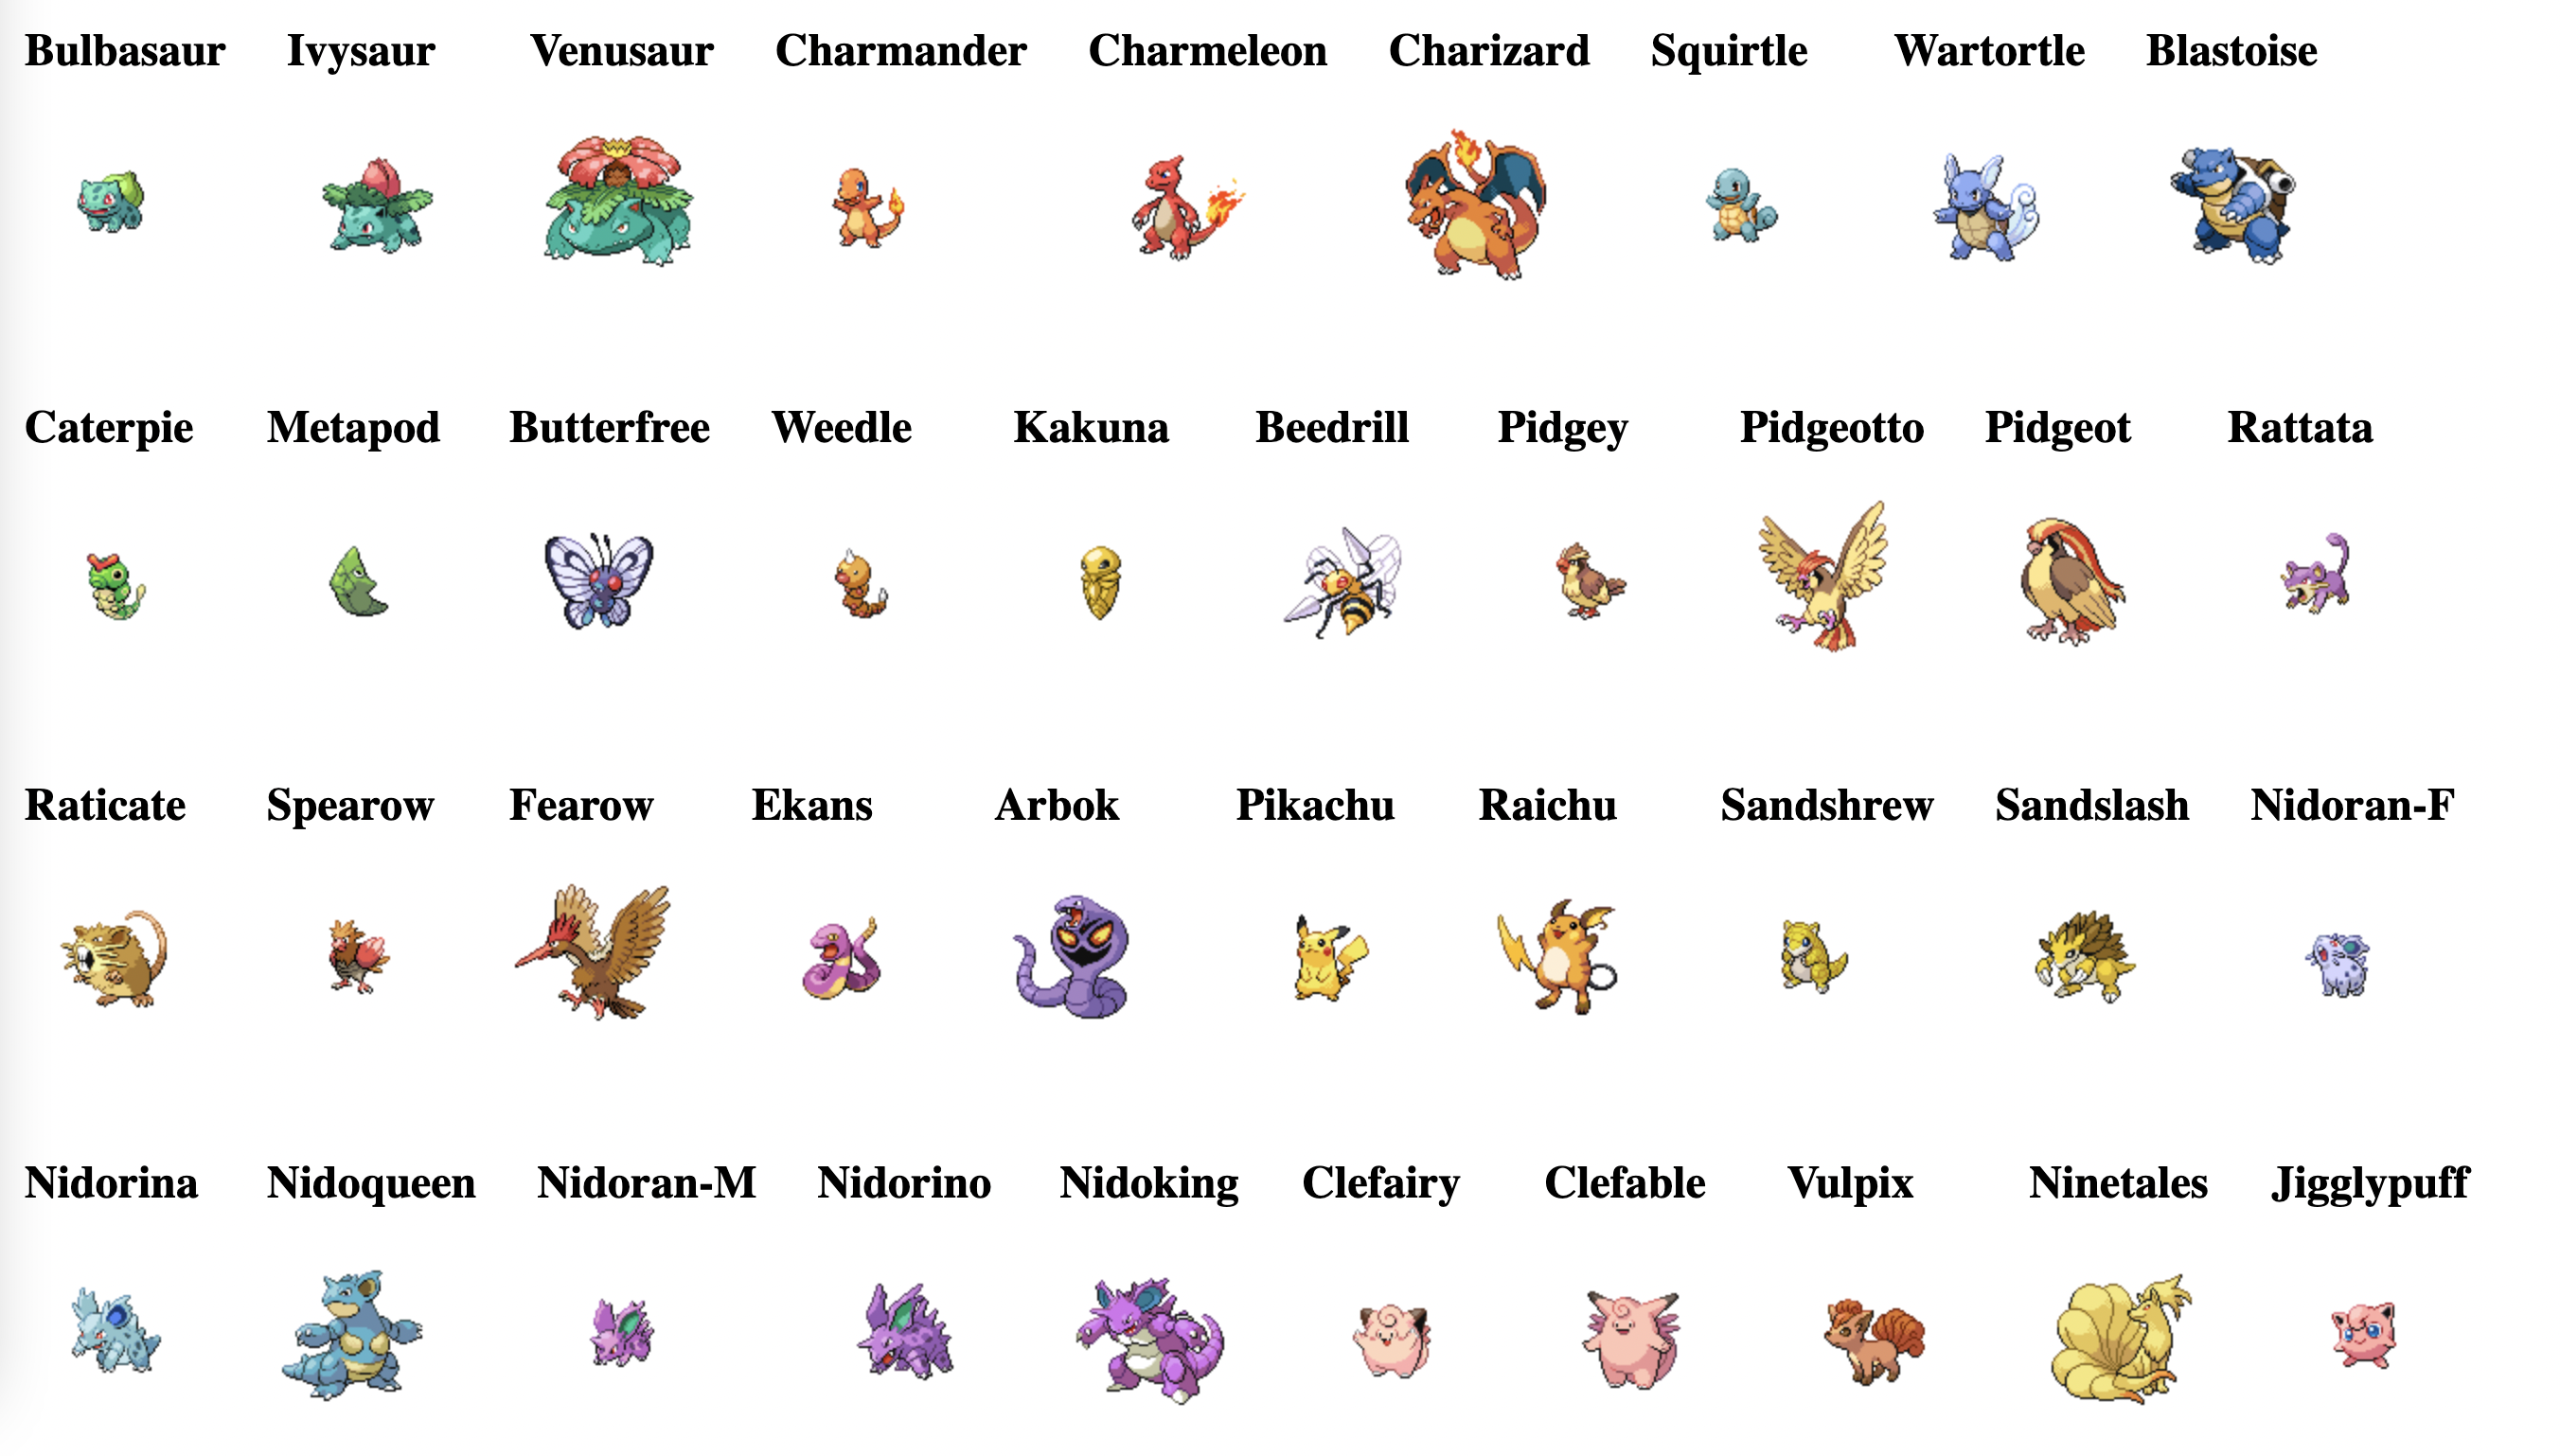 Bulbasaur Ivysaur Venusaur Charmander Charmeleon Charizard Squirtle Wartortle Blastoise
Caterpie Metapod Butterfree Weedle Kakuna Beedrill Pidgey Pidgeotto Pidgeot Rattata
Raticate Spearow Fearow Ekans Arbok Pikachu Raichu Sandshrew Sandslash Nidoran-F
Nidorina Nidoqueen Nidoran-M Nidorino Nidoking Clefairy Clefable Vulpix Ninetales Jigglypuff